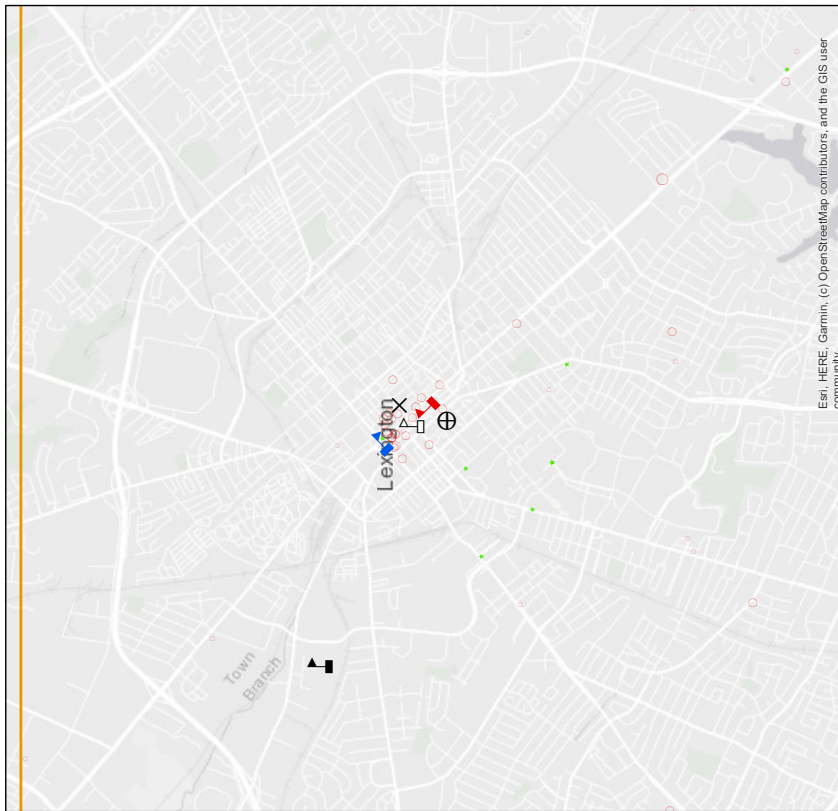 Lexington
Town
Branch
Esri, HERE, Garmin, (c) OpenStreetMap contributors, and the GIS user
community